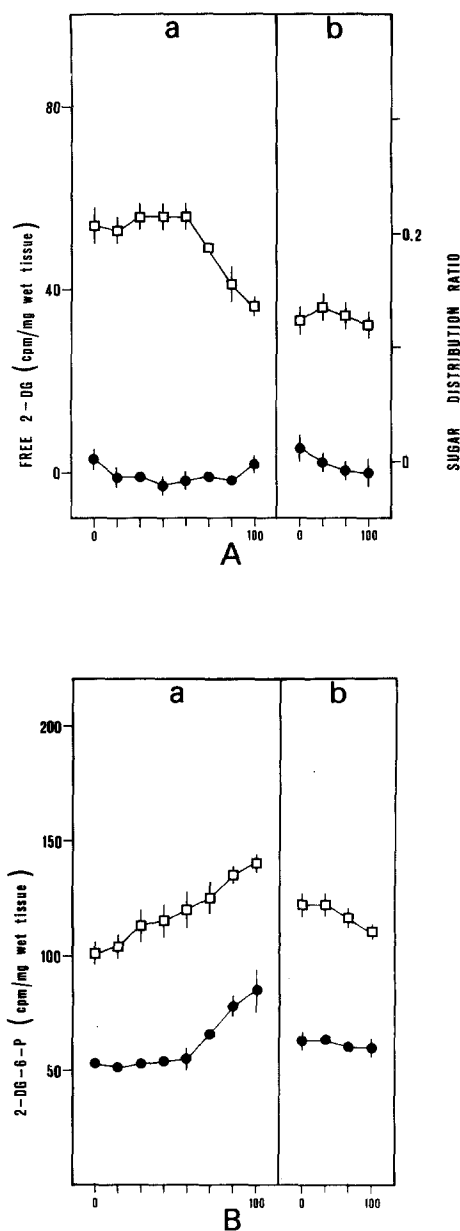 a
b
80
40
0
FREE 2-DG (cpm/mg wet tissue)
0.2
0
SUGAR DISTRIBUTION RATIO
0
100
0
100
A
a
b
200
150
100
50
2-DG-6-P (cpm/mg wet tissue)
0
100
0
100
B